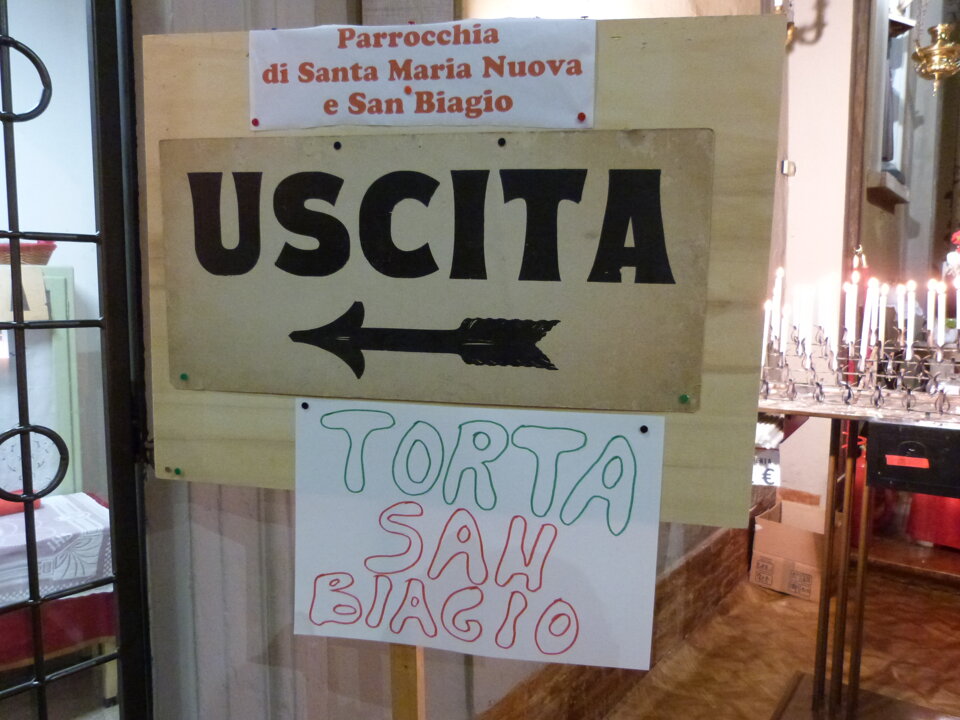 Parrocchia
di Santa Maria Nuova
e San Biagio
USCITA
TORTA
SAN
BIAGIO
€